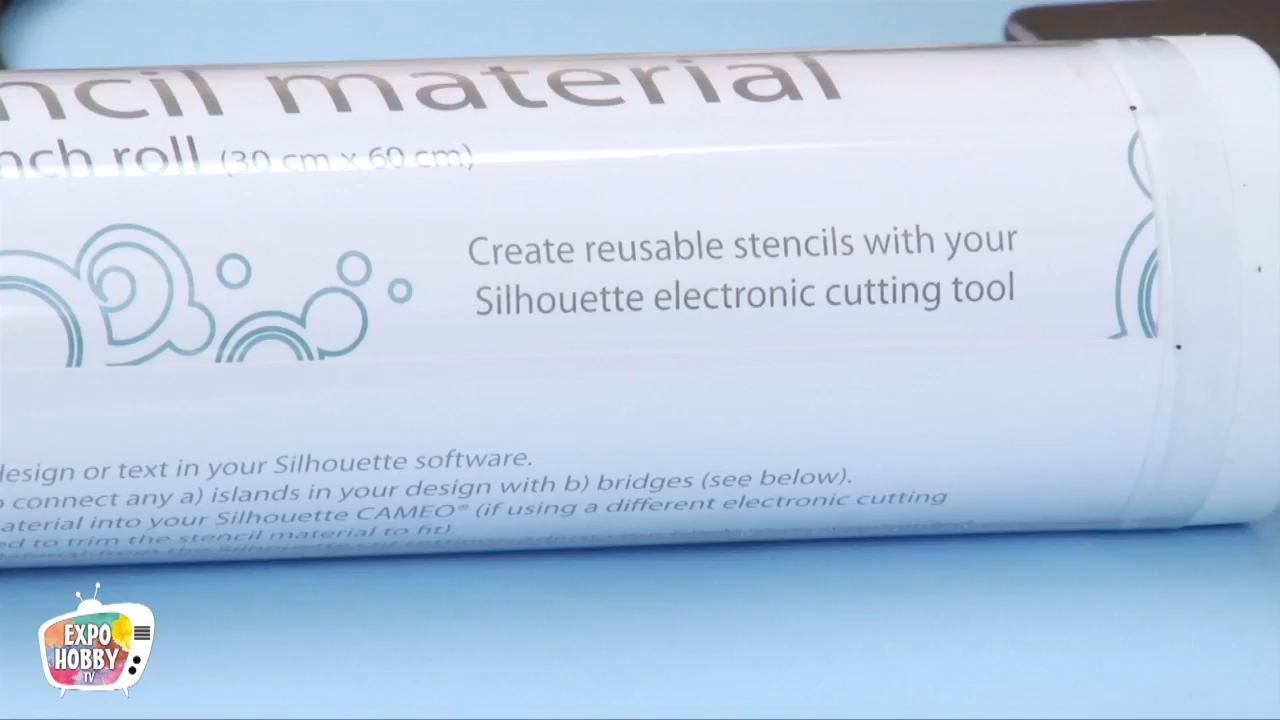 ncil material
nch roll (30 cm x 60 cm)
Create reusable stencils with your
Silhouette electronic cutting tool
design or text in your Silhouette software.
o connect any a) islands in your design with b) bridges (see below).
aterial into your Silhouette CAMEO® (if using a different electronic cutting
ed to trim the stencil material to fit).
EXPO
HOBBY
TV